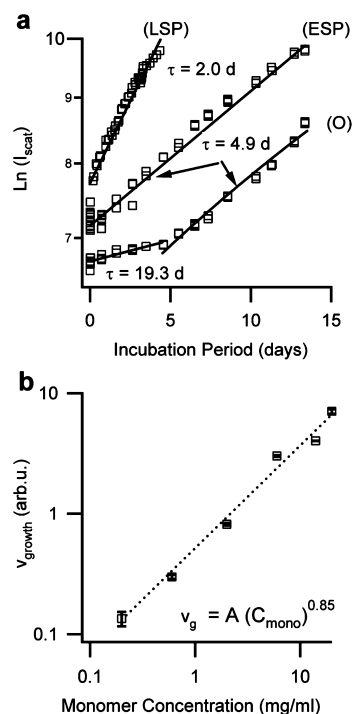 a
(LSP)
(ESP)
10
τ = 2.0 d
9
(O)
Ln (Iscat)
τ = 4.9 d
8
7
τ = 19.3 d
0
5
10
15
Incubation Period (days)
b
10
vgrowth (arb.u.)
1
vg = A (Cmono)^0.85
0.1
0.1
1
10
Monomer Concentration (mg/ml)